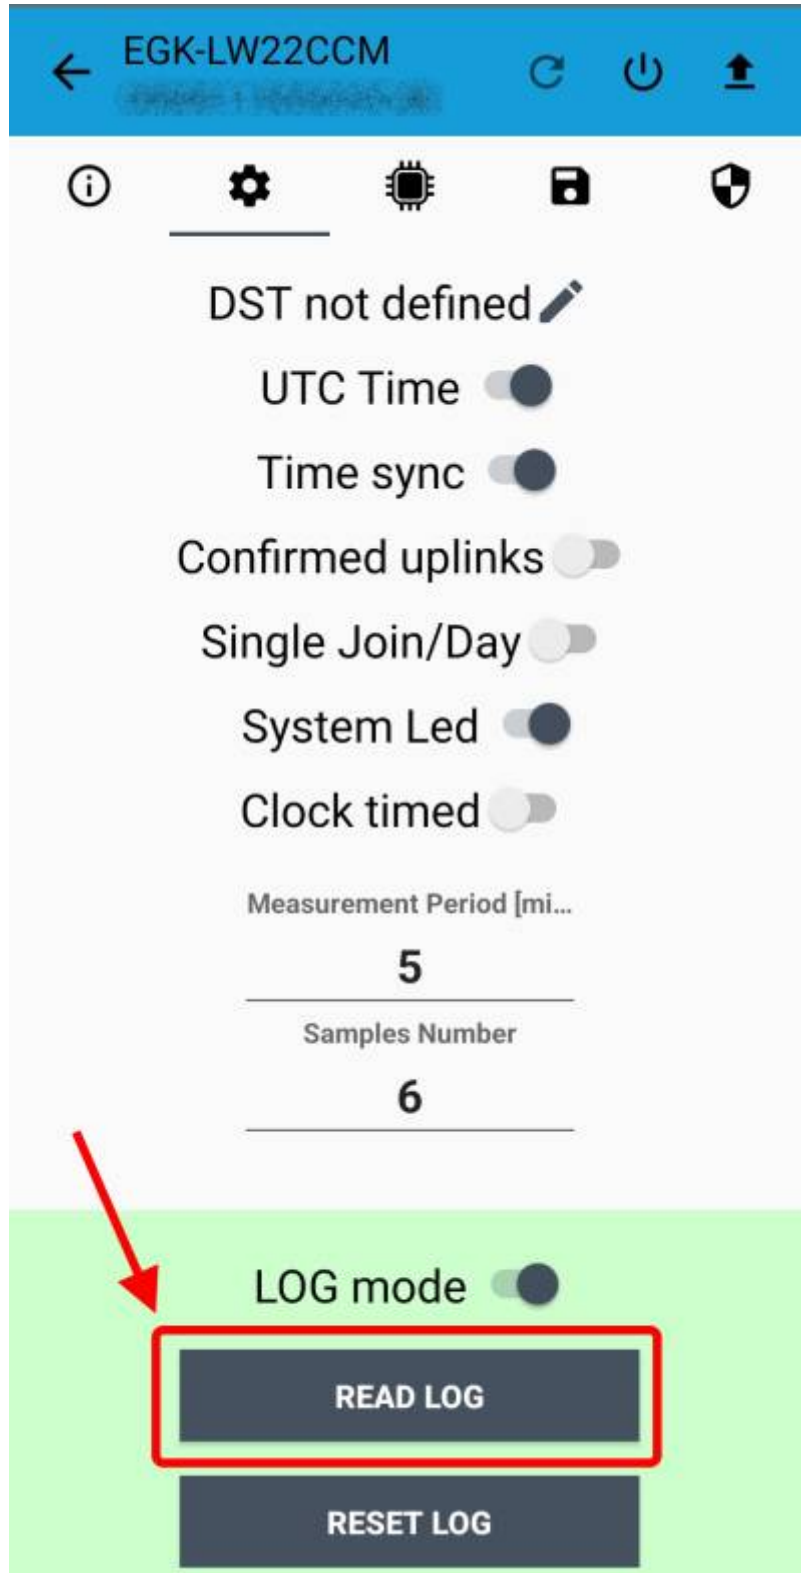 EGK-LW22CCM
DST not defined
UTC Time
Time sync
Confirmed uplinks
Single Join/Day
System Led
Clock timed
Measurement Period [mi...
5
Samples Number
6
LOG mode
READ LOG
RESET LOG